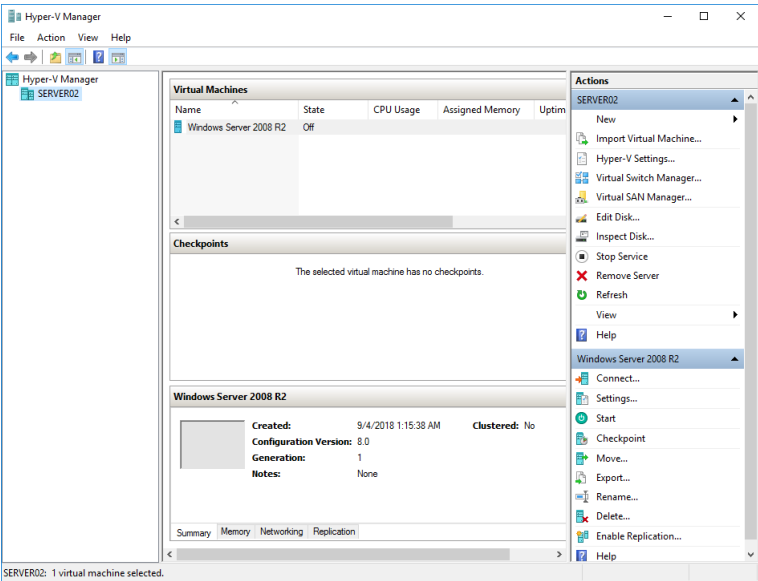 Hyper-V Manager
File Action View Help
Hyper-V Manager
SERVER02
Virtual Machines
Name State CPU Usage Assigned Memory Uptim
Windows Server 2008 R2 Off
Checkpoints
The selected virtual machine has no checkpoints.
Windows Server 2008 R2
Created: 9/4/2018 1:15:38 AM Clustered: No
Configuration Version: 8.0
Generation: 1
Notes: None
Summary Memory Networking Replication
Actions
SERVER02
New
Import Virtual Machine...
Hyper-V Settings...
Virtual Switch Manager...
Virtual SAN Manager...
Edit Disk...
Inspect Disk...
Stop Service
Remove Server
Refresh
View
Help
Windows Server 2008 R2
Connect...
Settings...
Start
Checkpoint
Move...
Export...
Rename...
Delete...
Enable Replication...
Help
SERVER02: 1 virtual machine selected.